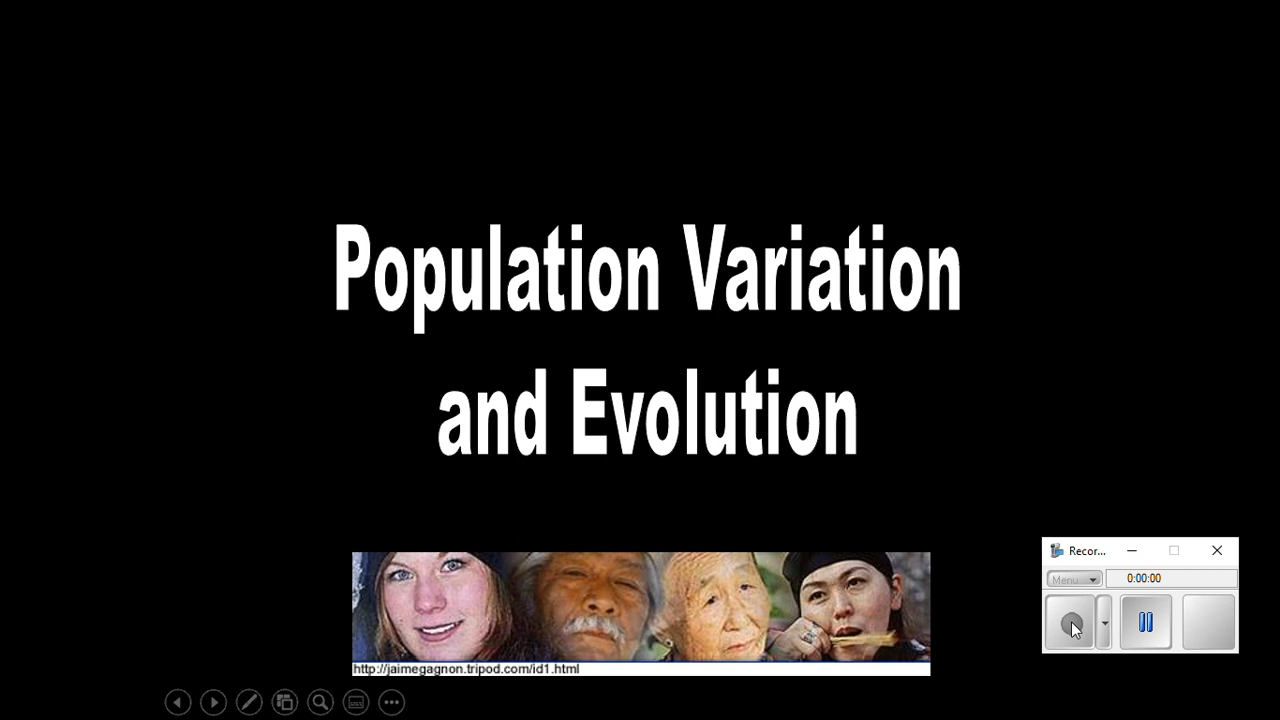 Population Variation
and Evolution
http://jaimegagnon.tripod.com/id1.html
Recor...
Menu
0:00:00